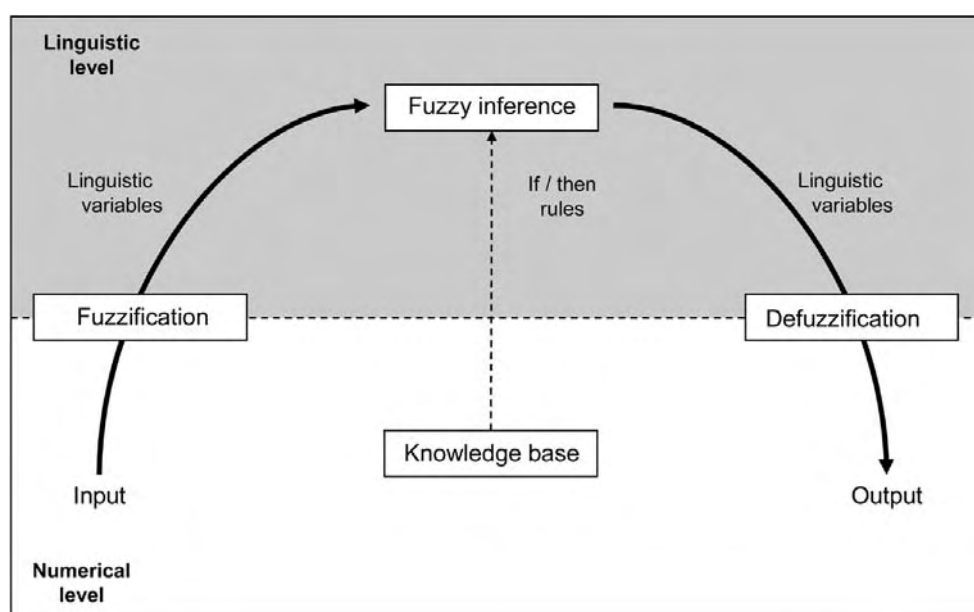 Linguistic
level
Fuzzy inference
Linguistic
variables
If / then
rules
Linguistic
variables
Fuzzification
Defuzzification
Knowledge base
Input
Output
Numerical
level